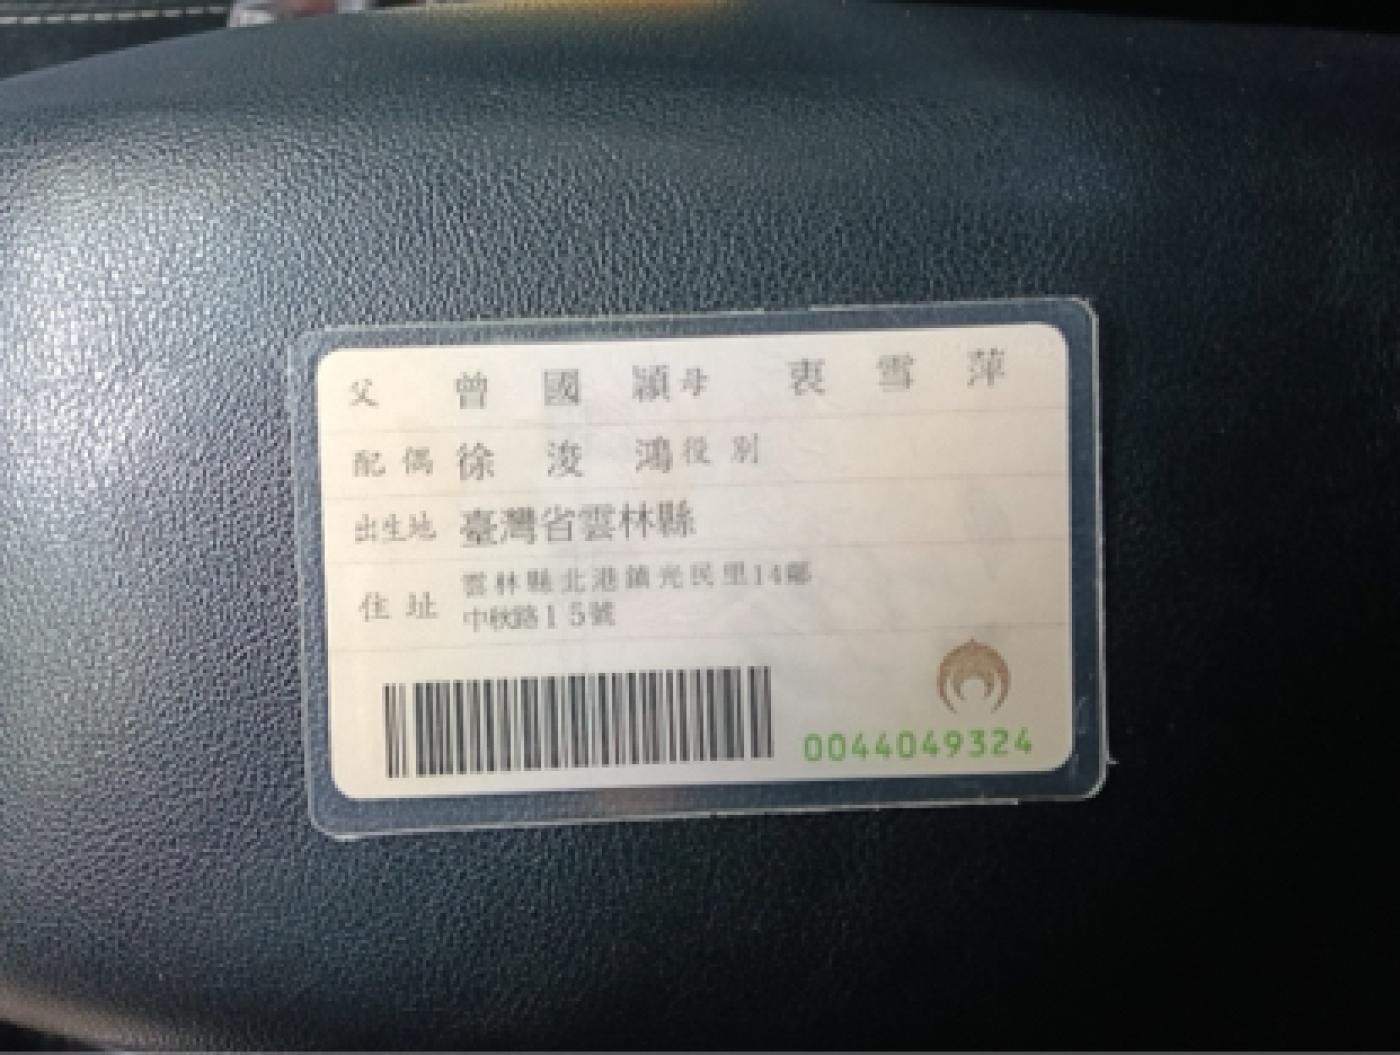 父 曾國穎 母 衷雪萍
配偶 徐浚鴻 役別
出生地 臺灣省雲林縣
住址 雲林縣北港鎮光民里14鄰
中秋路15號
0044049324